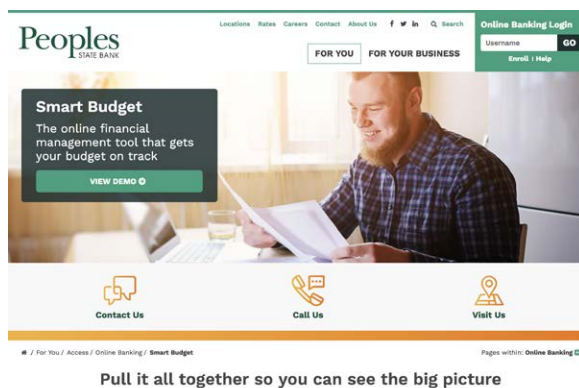 Locations Rates Careers Contact About Us Search
Online Banking Login
Peoples
STATE BANK
Username GO
FOR YOU FOR YOUR BUSINESS
Enroll | Help
Smart Budget
The online financial
management tool that gets
your budget on track
VIEW DEMO
Contact Us
Call Us
Visit Us
/ For You / Access / Online Banking / Smart Budget
Pages within: Online Banking
Pull it all together so you can see the big picture